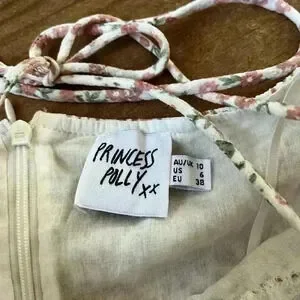 PRINCESS
POLLY xx
AU/UK 10
US 6
EU 38